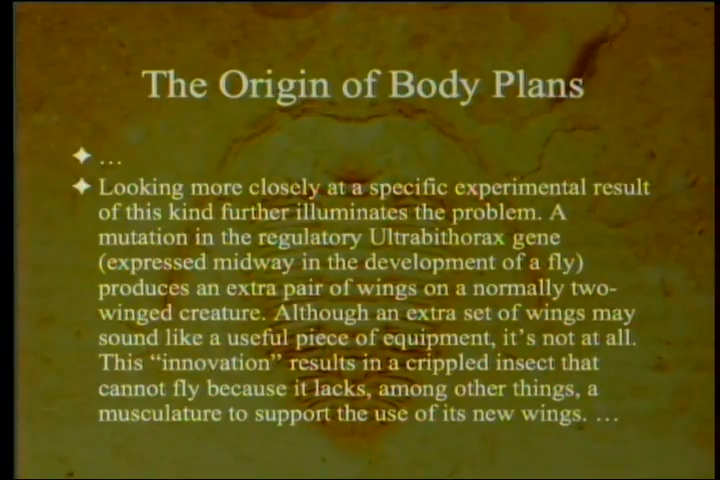 The Origin of Body Plans
…
Looking more closely at a specific experimental result
of this kind further illuminates the problem. A
mutation in the regulatory Ultrabithorax gene
(expressed midway in the development of a fly)
produces an extra pair of wings on a normally two-
winged creature. Although an extra set of wings may
sound like a useful piece of equipment, it’s not at all.
This “innovation” results in a crippled insect that
cannot fly because it lacks, among other things, a
musculature to support the use of its new wings. …